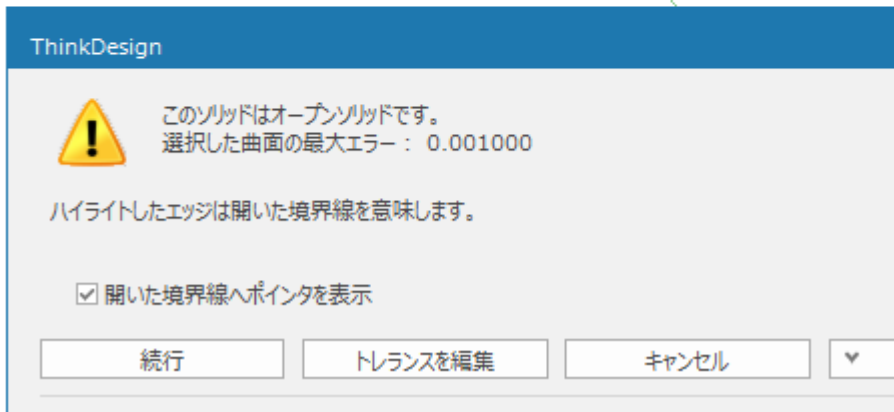 ThinkDesign
このソリッドはオープンソリッドです。
選択した曲面の最大エラー： 0.001000
ハイライトしたエッジは開いた境界線を意味します。
開いた境界線へポインタを表示
続行
トレランスを編集
キャンセル